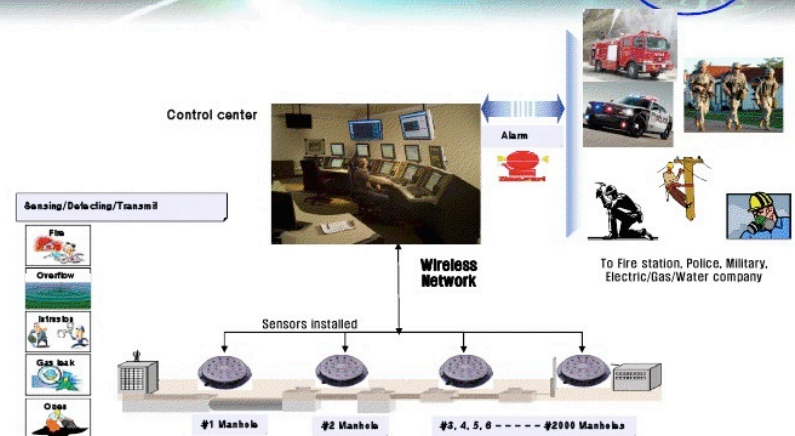 Control center
Alarm
Sensing/Detecting/Transmit
Fire
Overflow
Intrusion
Gas leak
Open
Wireless
Network
To Fire station, Police, Military,
Electric/Gas/Water company
Sensors installed
#1 Manhole
#2 Manhole
#3, 4, 5, 6 ----- #2000 Manholes